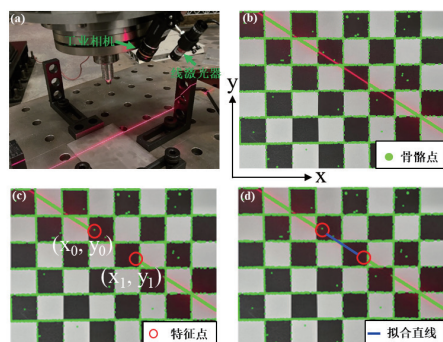 (a)
工业相机
线激光器
(b)
y
x
骨骼点
(c)
(x₀, y₀)
(x₁, y₁)
特征点
(d)
拟合直线